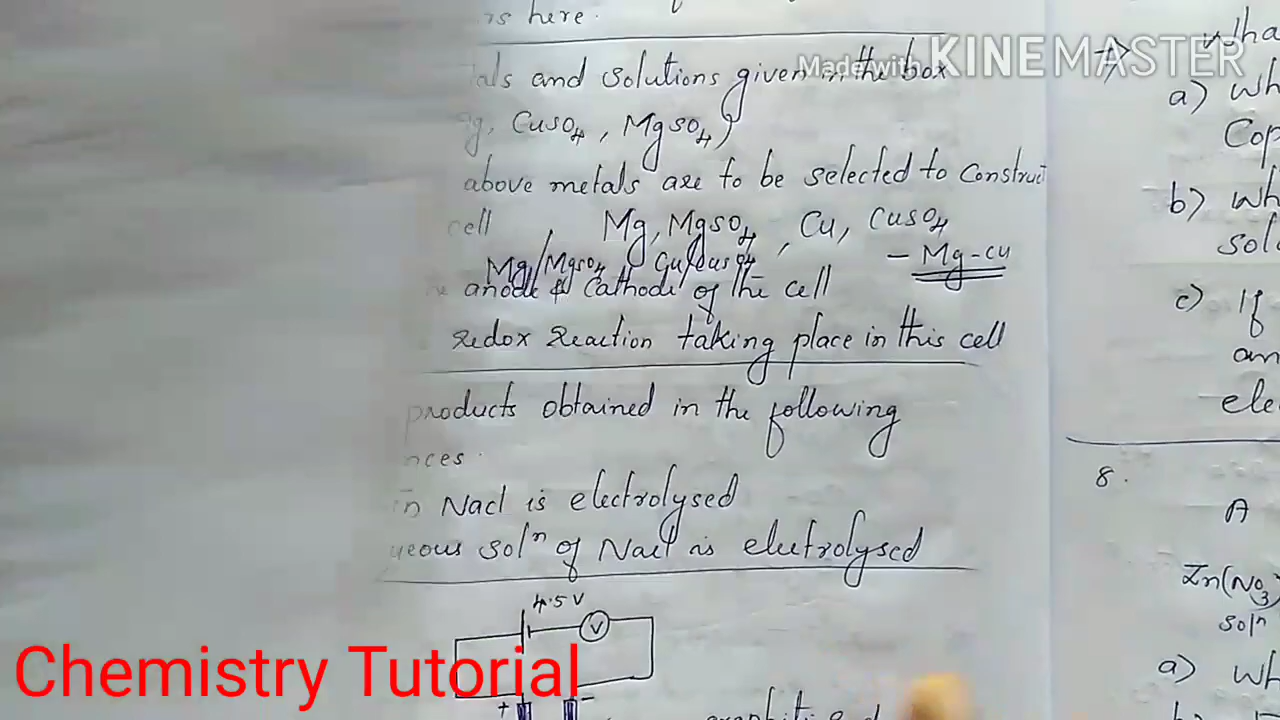 rs here.
als and solutions given in the box
g, CuSO4, MgSO4)
above metals are to be selected to construct
cell Mg, MgSO4, Cu, CuSO4
Mg/MgSO4 Cu/CuSO4 – Mg-Cu
anode & cathode of the cell
redox reaction taking place in this cell
products obtained in the following
nces.
in NaCl is electrolysed
ueous solⁿ of NaCl is electrolysed
4.5 V
V
+ –
⇒ Wha
a) Wh
Cop
b) Wh
sol
c) If
an
ele
8.
A
Zn(NO3)
solⁿ
a) Wh
b)
Made with KINEMASTER
Chemistry Tutorial